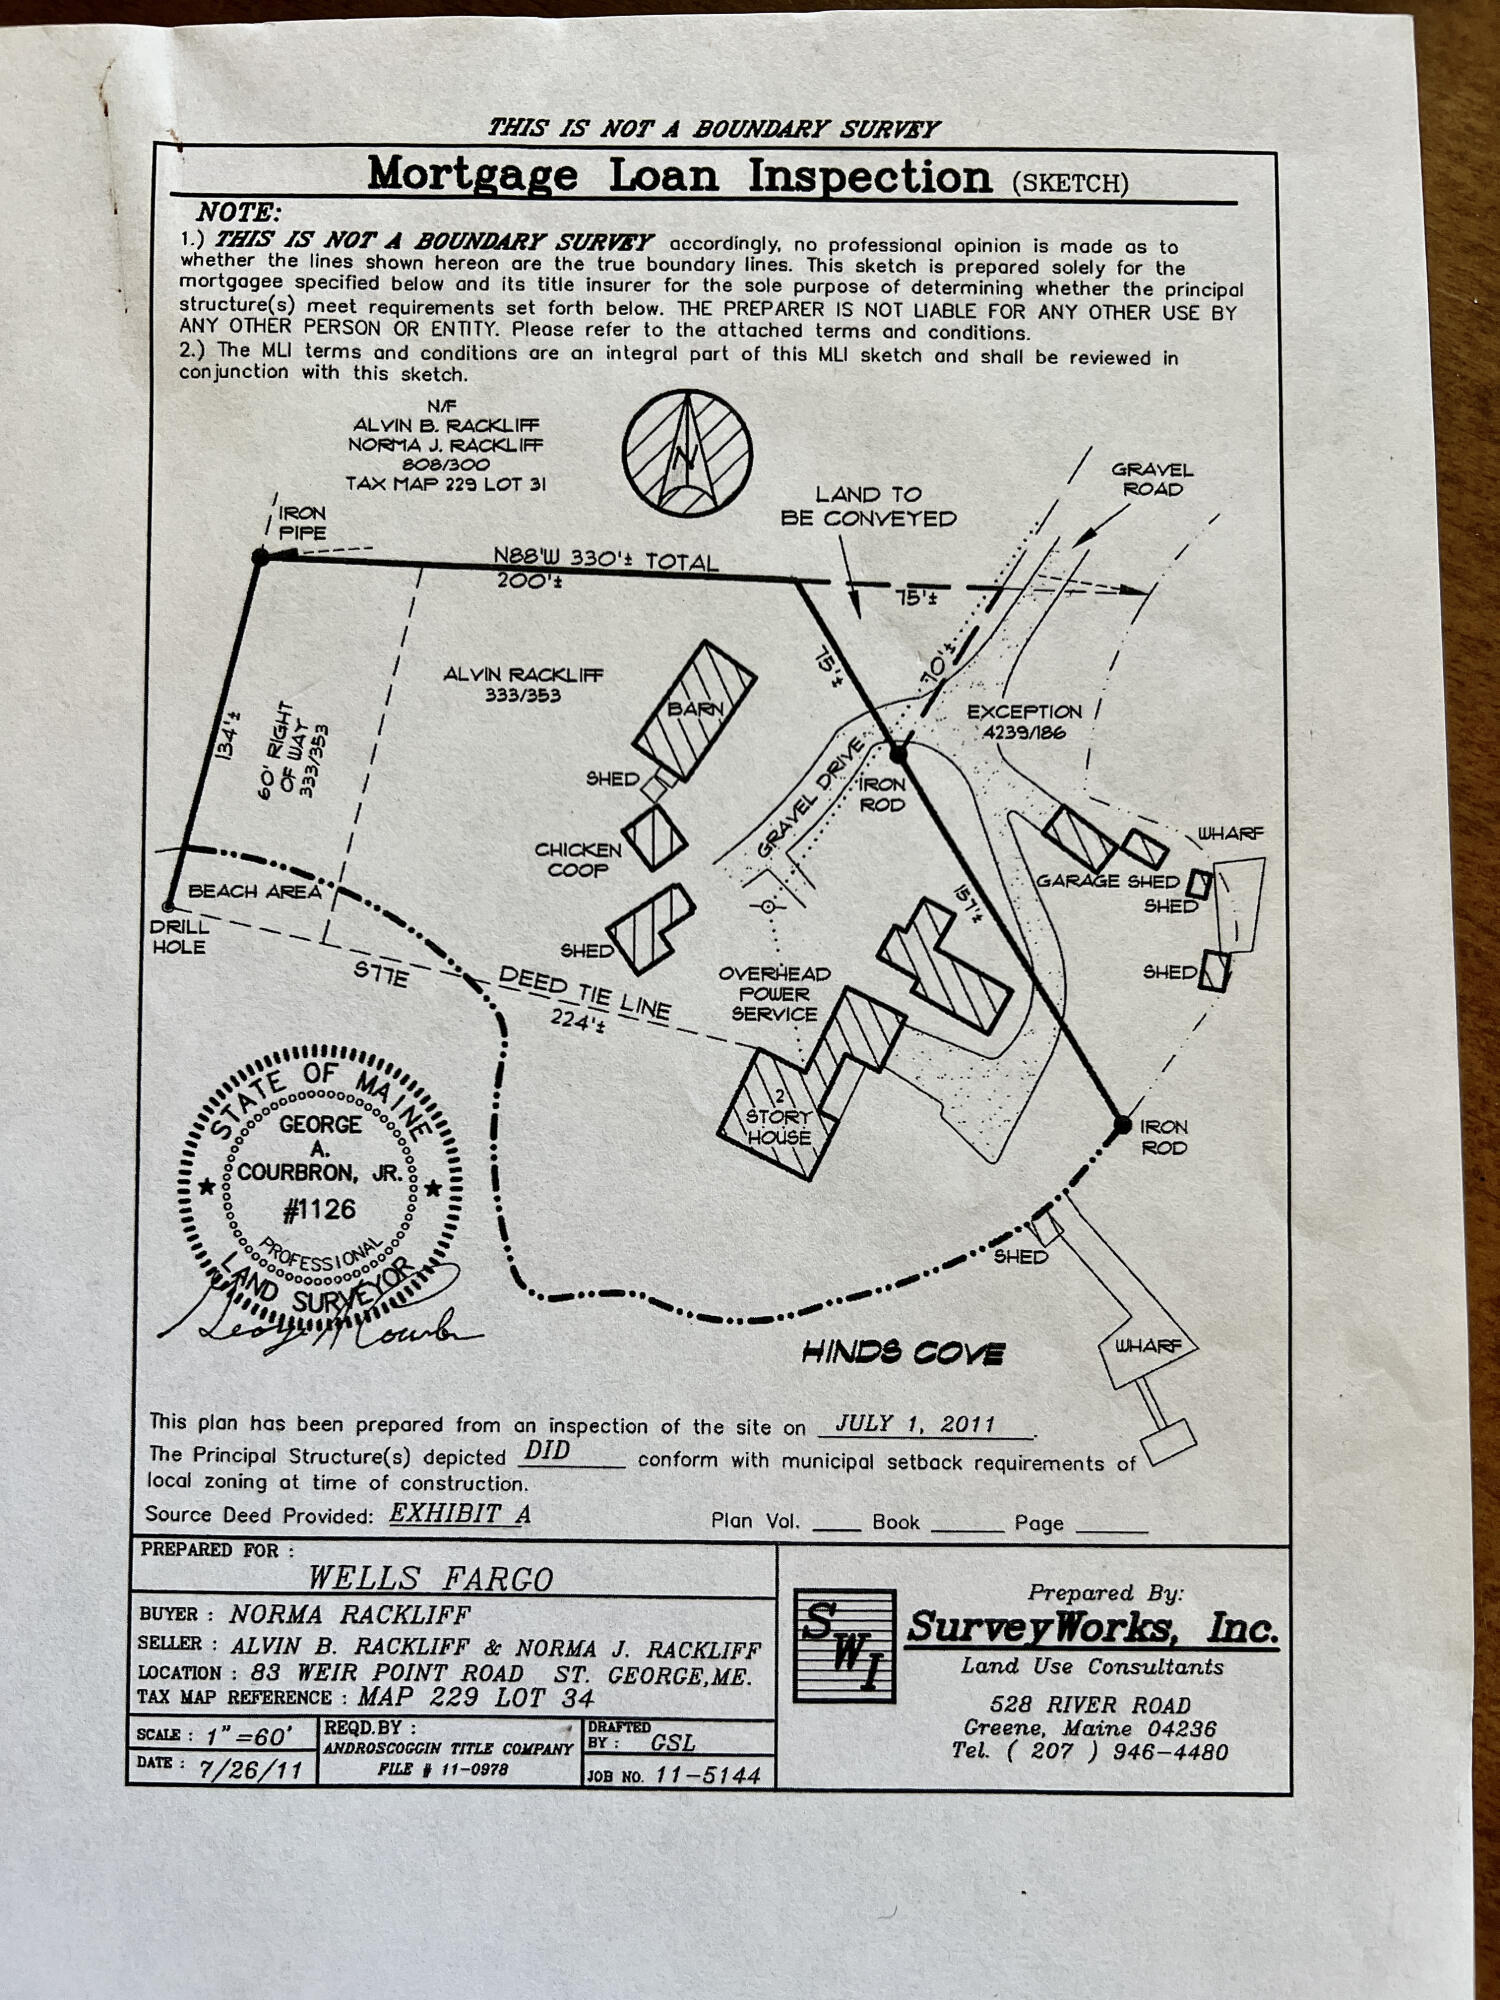 THIS IS NOT A BOUNDARY SURVEY
Mortgage Loan Inspection (SKETCH)
NOTE:
1.) THIS IS NOT A BOUNDARY SURVEY accordingly, no professional opinion is made as to
whether the lines shown hereon are the true boundary lines. This sketch is prepared solely for the
mortgagee specified below and its title insurer for the sole purpose of determining whether the principal
structure(s) meet requirements set forth below. THE PREPARER IS NOT LIABLE FOR ANY OTHER USE BY
ANY OTHER PERSON OR ENTITY. Please refer to the attached terms and conditions.
2.) The MLI terms and conditions are an integral part of this MLI sketch and shall be reviewed in
conjunction with this sketch.
N/F
ALVIN B. RACKLIFF
NORMA J. RACKLIFF
808/300
TAX MAP 229 LOT 31
N
GRAVEL
ROAD
LAND TO
BE CONVEYED
IRON
PIPE
N88'W 330'± TOTAL
200'±
75'±
75'±
70'±
ALVIN RACKLIFF
333/353
BARN
134'±
60' RIGHT
OF WAY
333/353
EXCEPTION
4239/186
SHED
GRAVEL DRIVE
IRON
ROD
CHICKEN
COOP
WHARF
GARAGE
SHED
SHED
BEACH AREA
157'±
DRILL
HOLE
SHED
S77E
DEED TIE LINE
224'±
OVERHEAD
POWER
SERVICE
SHED
2
STORY
HOUSE
IRON
ROD
STATE OF MAINE
GEORGE
A.
COURBRON, JR.
#1126
PROFESSIONAL
LAND SURVEYOR
SHED
HINDS COVE
WHARF
This plan has been prepared from an inspection of the site on JULY 1, 2011.
The Principal Structure(s) depicted DID conform with municipal setback requirements of
local zoning at time of construction.
Source Deed Provided: EXHIBIT A Plan Vol. ____ Book ______ Page ______
PREPARED FOR :
WELLS FARGO
BUYER : NORMA RACKLIFF
SELLER : ALVIN B. RACKLIFF & NORMA J. RACKLIFF
LOCATION : 83 WEIR POINT ROAD ST. GEORGE,ME.
TAX MAP REFERENCE : MAP 229 LOT 34
SCALE : 1"=60'
DATE : 7/26/11
REQD.BY :
ANDROSCOGGIN TITLE COMPANY
FILE # 11-0978
DRAFTED
BY : GSL
JOB NO. 11-5144
SWI
Prepared By:
SurveyWorks, Inc.
Land Use Consultants
528 RIVER ROAD
Greene, Maine 04236
Tel. ( 207 ) 946-4480